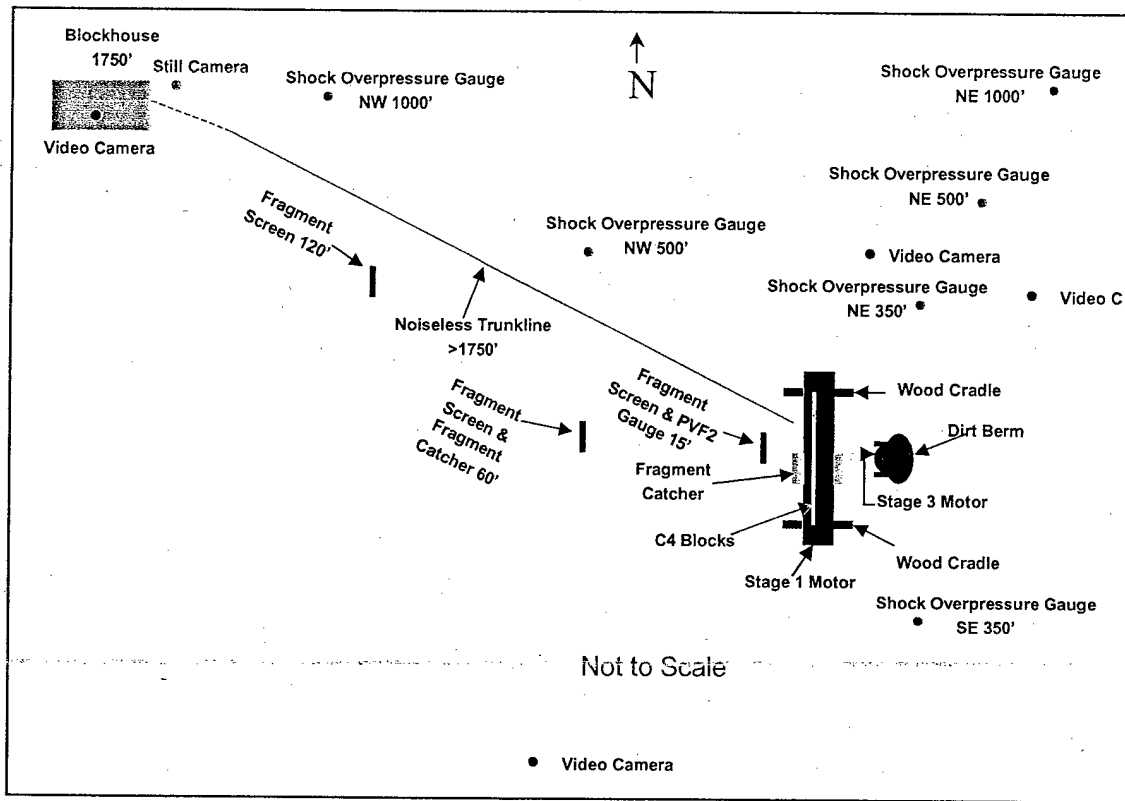 Blockhouse
1750'
Still Camera
Video Camera
Shock Overpressure Gauge
NW 1000'
N
Shock Overpressure Gauge
NE 1000'
Shock Overpressure Gauge
NE 500'
Fragment
Screen 120'
Shock Overpressure Gauge
NW 500'
Video Camera
Shock Overpressure Gauge
NE 350'
Video C
Noiseless Trunkline
>1750'
Fragment
Screen &
Fragment
Catcher 60'
Fragment
Screen & PVF2
Gauge 15'
Wood Cradle
Dirt Berm
Fragment
Catcher
Stage 3 Motor
C4 Blocks
Wood Cradle
Stage 1 Motor
Shock Overpressure Gauge
SE 350'
Not to Scale
Video Camera